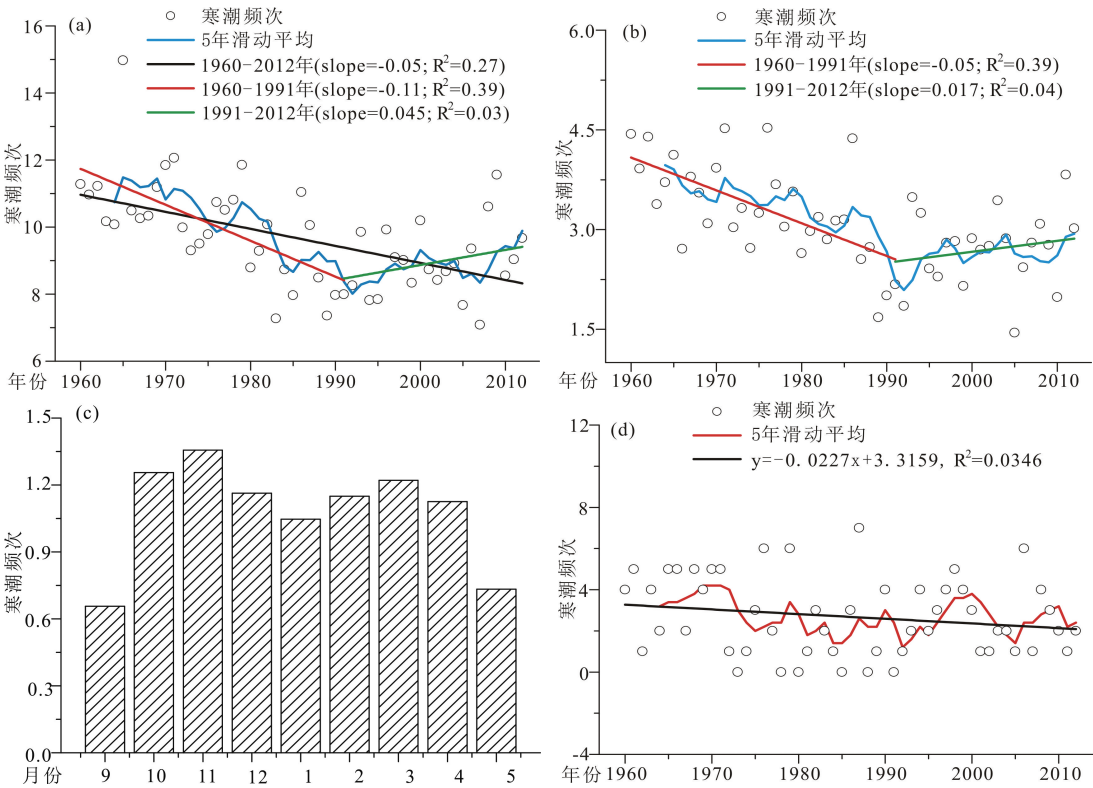 (a)
寒潮频次
5年滑动平均
1960-2012年(slope=-0.05; R²=0.27)
1960-1991年(slope=-0.11; R²=0.39)
1991-2012年(slope=0.045; R²=0.03)
16
14
12
10
8
6
寒潮频次
年份 1960 1970 1980 1990 2000 2010
(b)
寒潮频次
5年滑动平均
1960-1991年(slope=-0.05; R²=0.39)
1991-2012年(slope=0.017; R²=0.04)
6.0
4.5
3.0
1.5
寒潮频次
年份 1960 1970 1980 1990 2000 2010
(c)
1.5
1.2
0.9
0.6
0.3
0.0
寒潮频次
月份 9 10 11 12 1 2 3 4 5
(d)
寒潮频次
5年滑动平均
y=-0.0227x+3.3159, R²=0.0346
12
8
4
0
-4
寒潮频次
年份 1960 1970 1980 1990 2000 2010